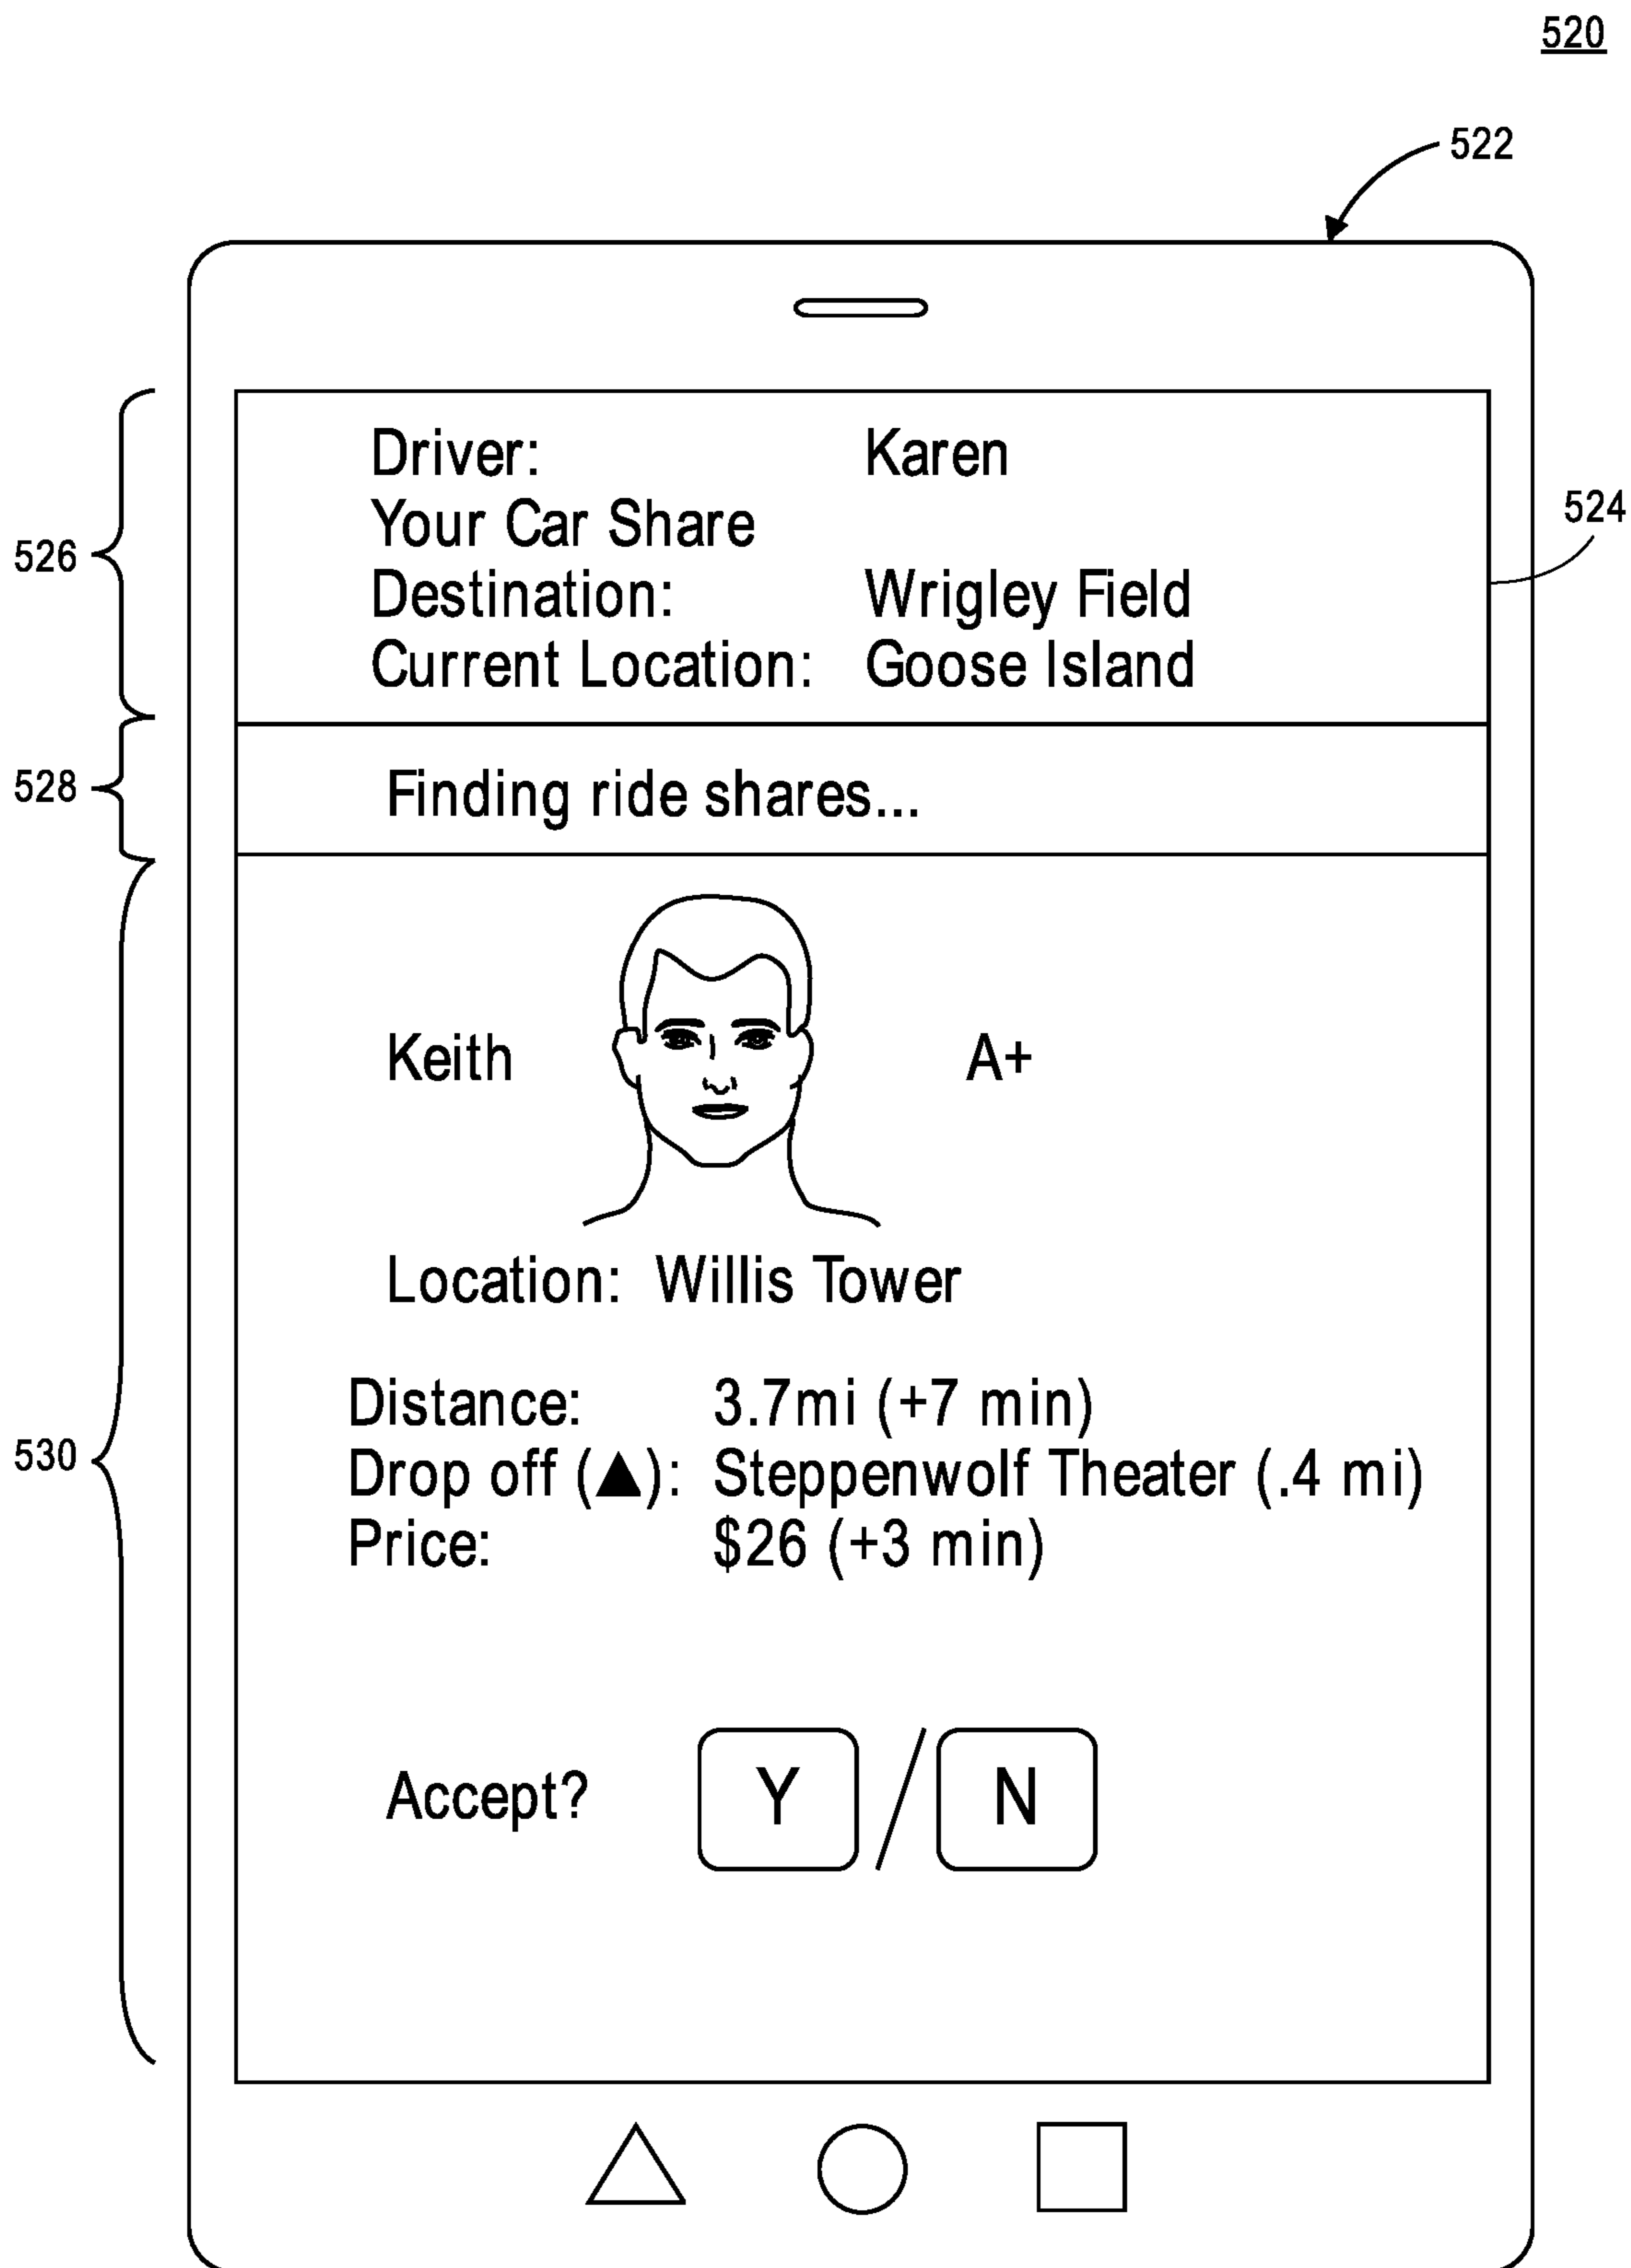 520
522
Driver: Karen
Your Car Share
524
Destination: Wrigley Field
526
Current Location: Goose Island
528
Finding ride shares...
Keith A+
Location: Willis Tower
Distance: 3.7mi (+7 min)
530
Drop off (▲): Steppenwolf Theater (.4 mi)
Price: $26 (+3 min)
Accept? Y / N